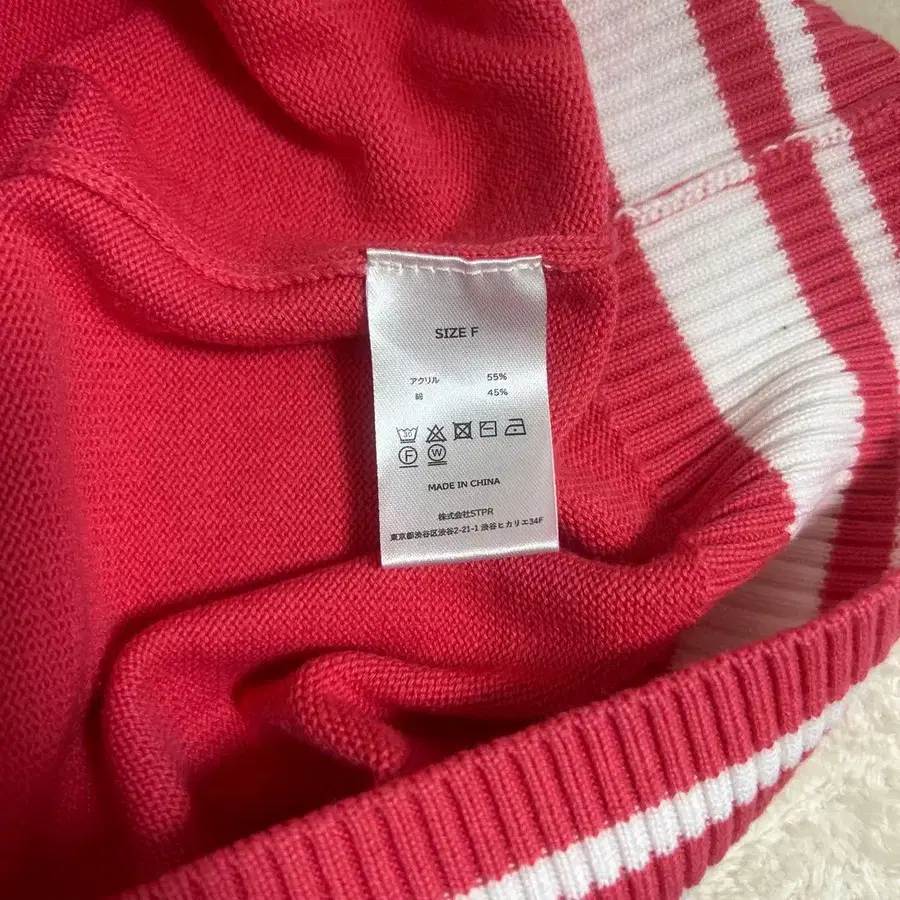 SIZE F
アクリル 55%
綿 45%
30
F W
MADE IN CHINA
株式会社STPR
東京都渋谷区渋谷2-21-1 渋谷ヒカリエ34F